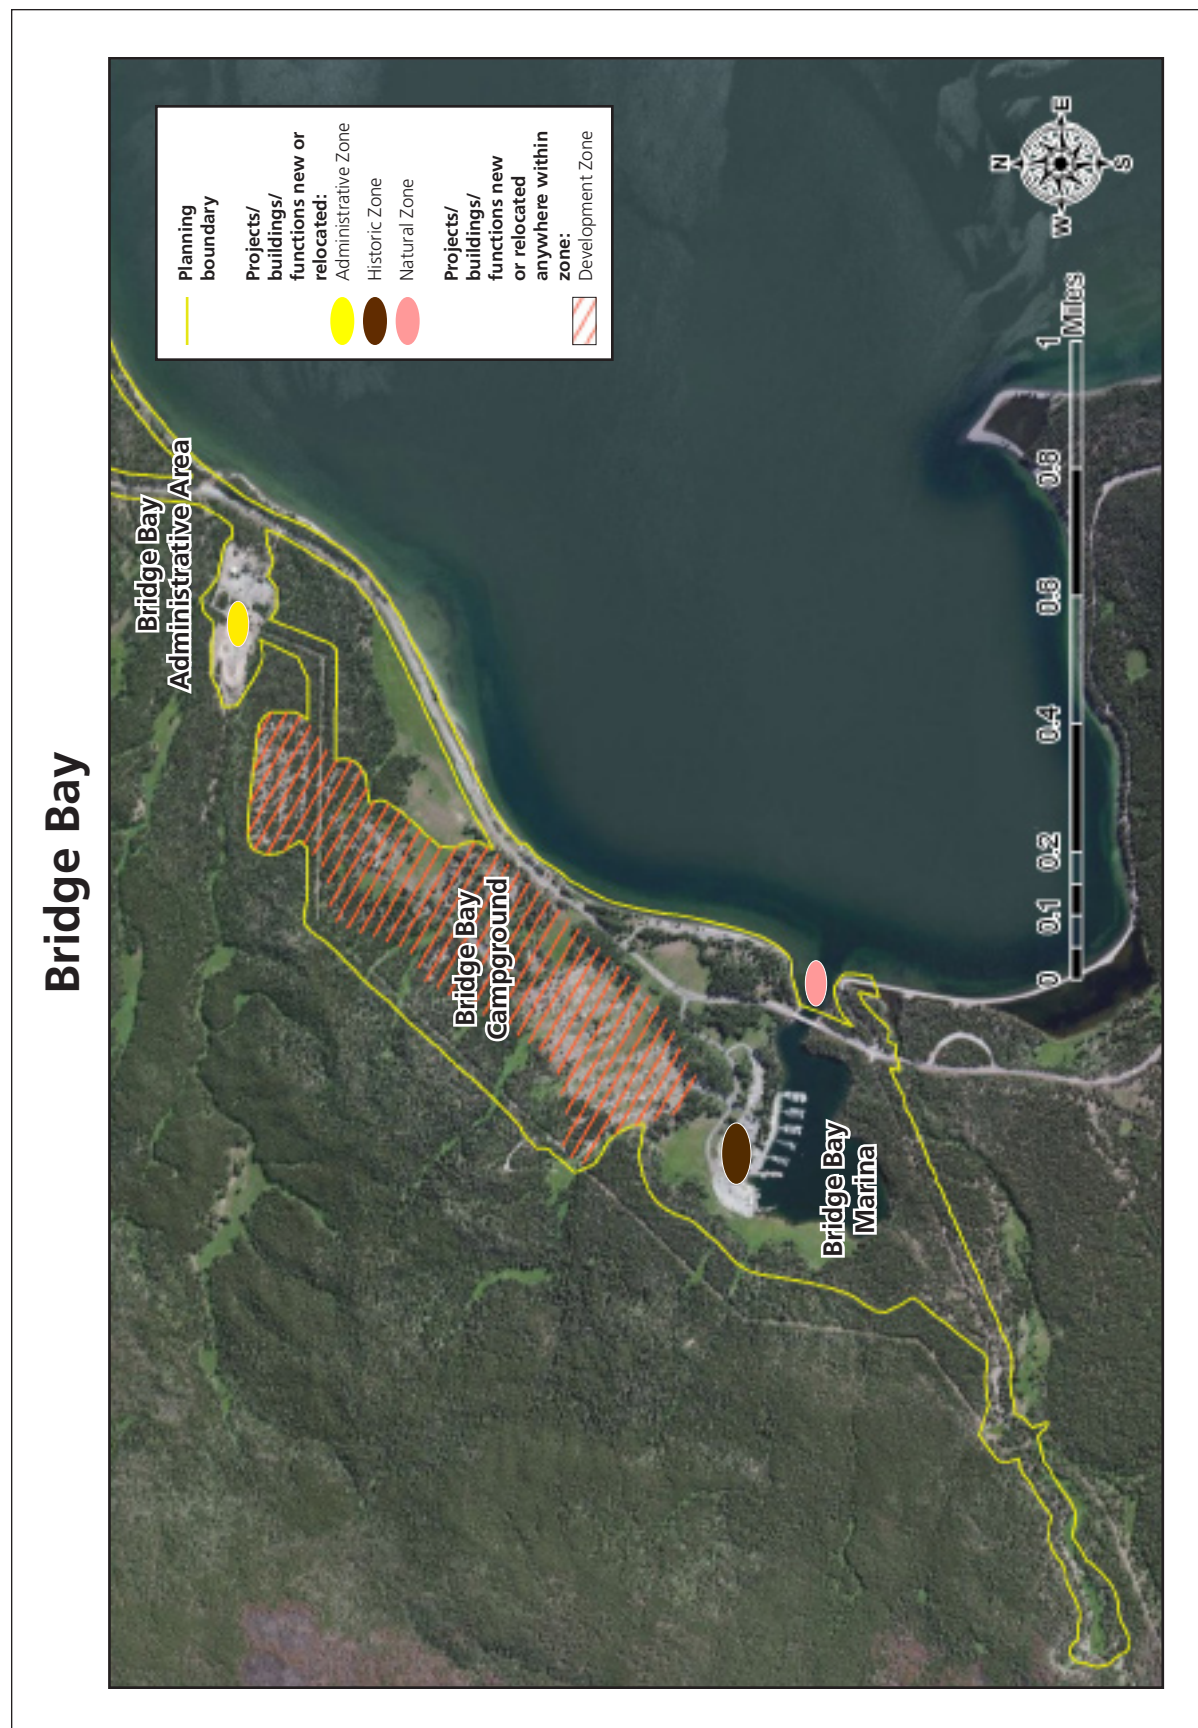 Bridge Bay
Planning
boundary
Projects/
buildings/
functions new or
relocated:
Administrative Zone
Historic Zone
Natural Zone
Projects/
buildings/
functions new
or relocated
anywhere within
zone:
Development Zone
Bridge Bay
Administrative Area
Bridge Bay
Campground
Bridge Bay
Marina
N
W E
S
0 0.1 0.2 0.4 0.6 0.8 1
Miles